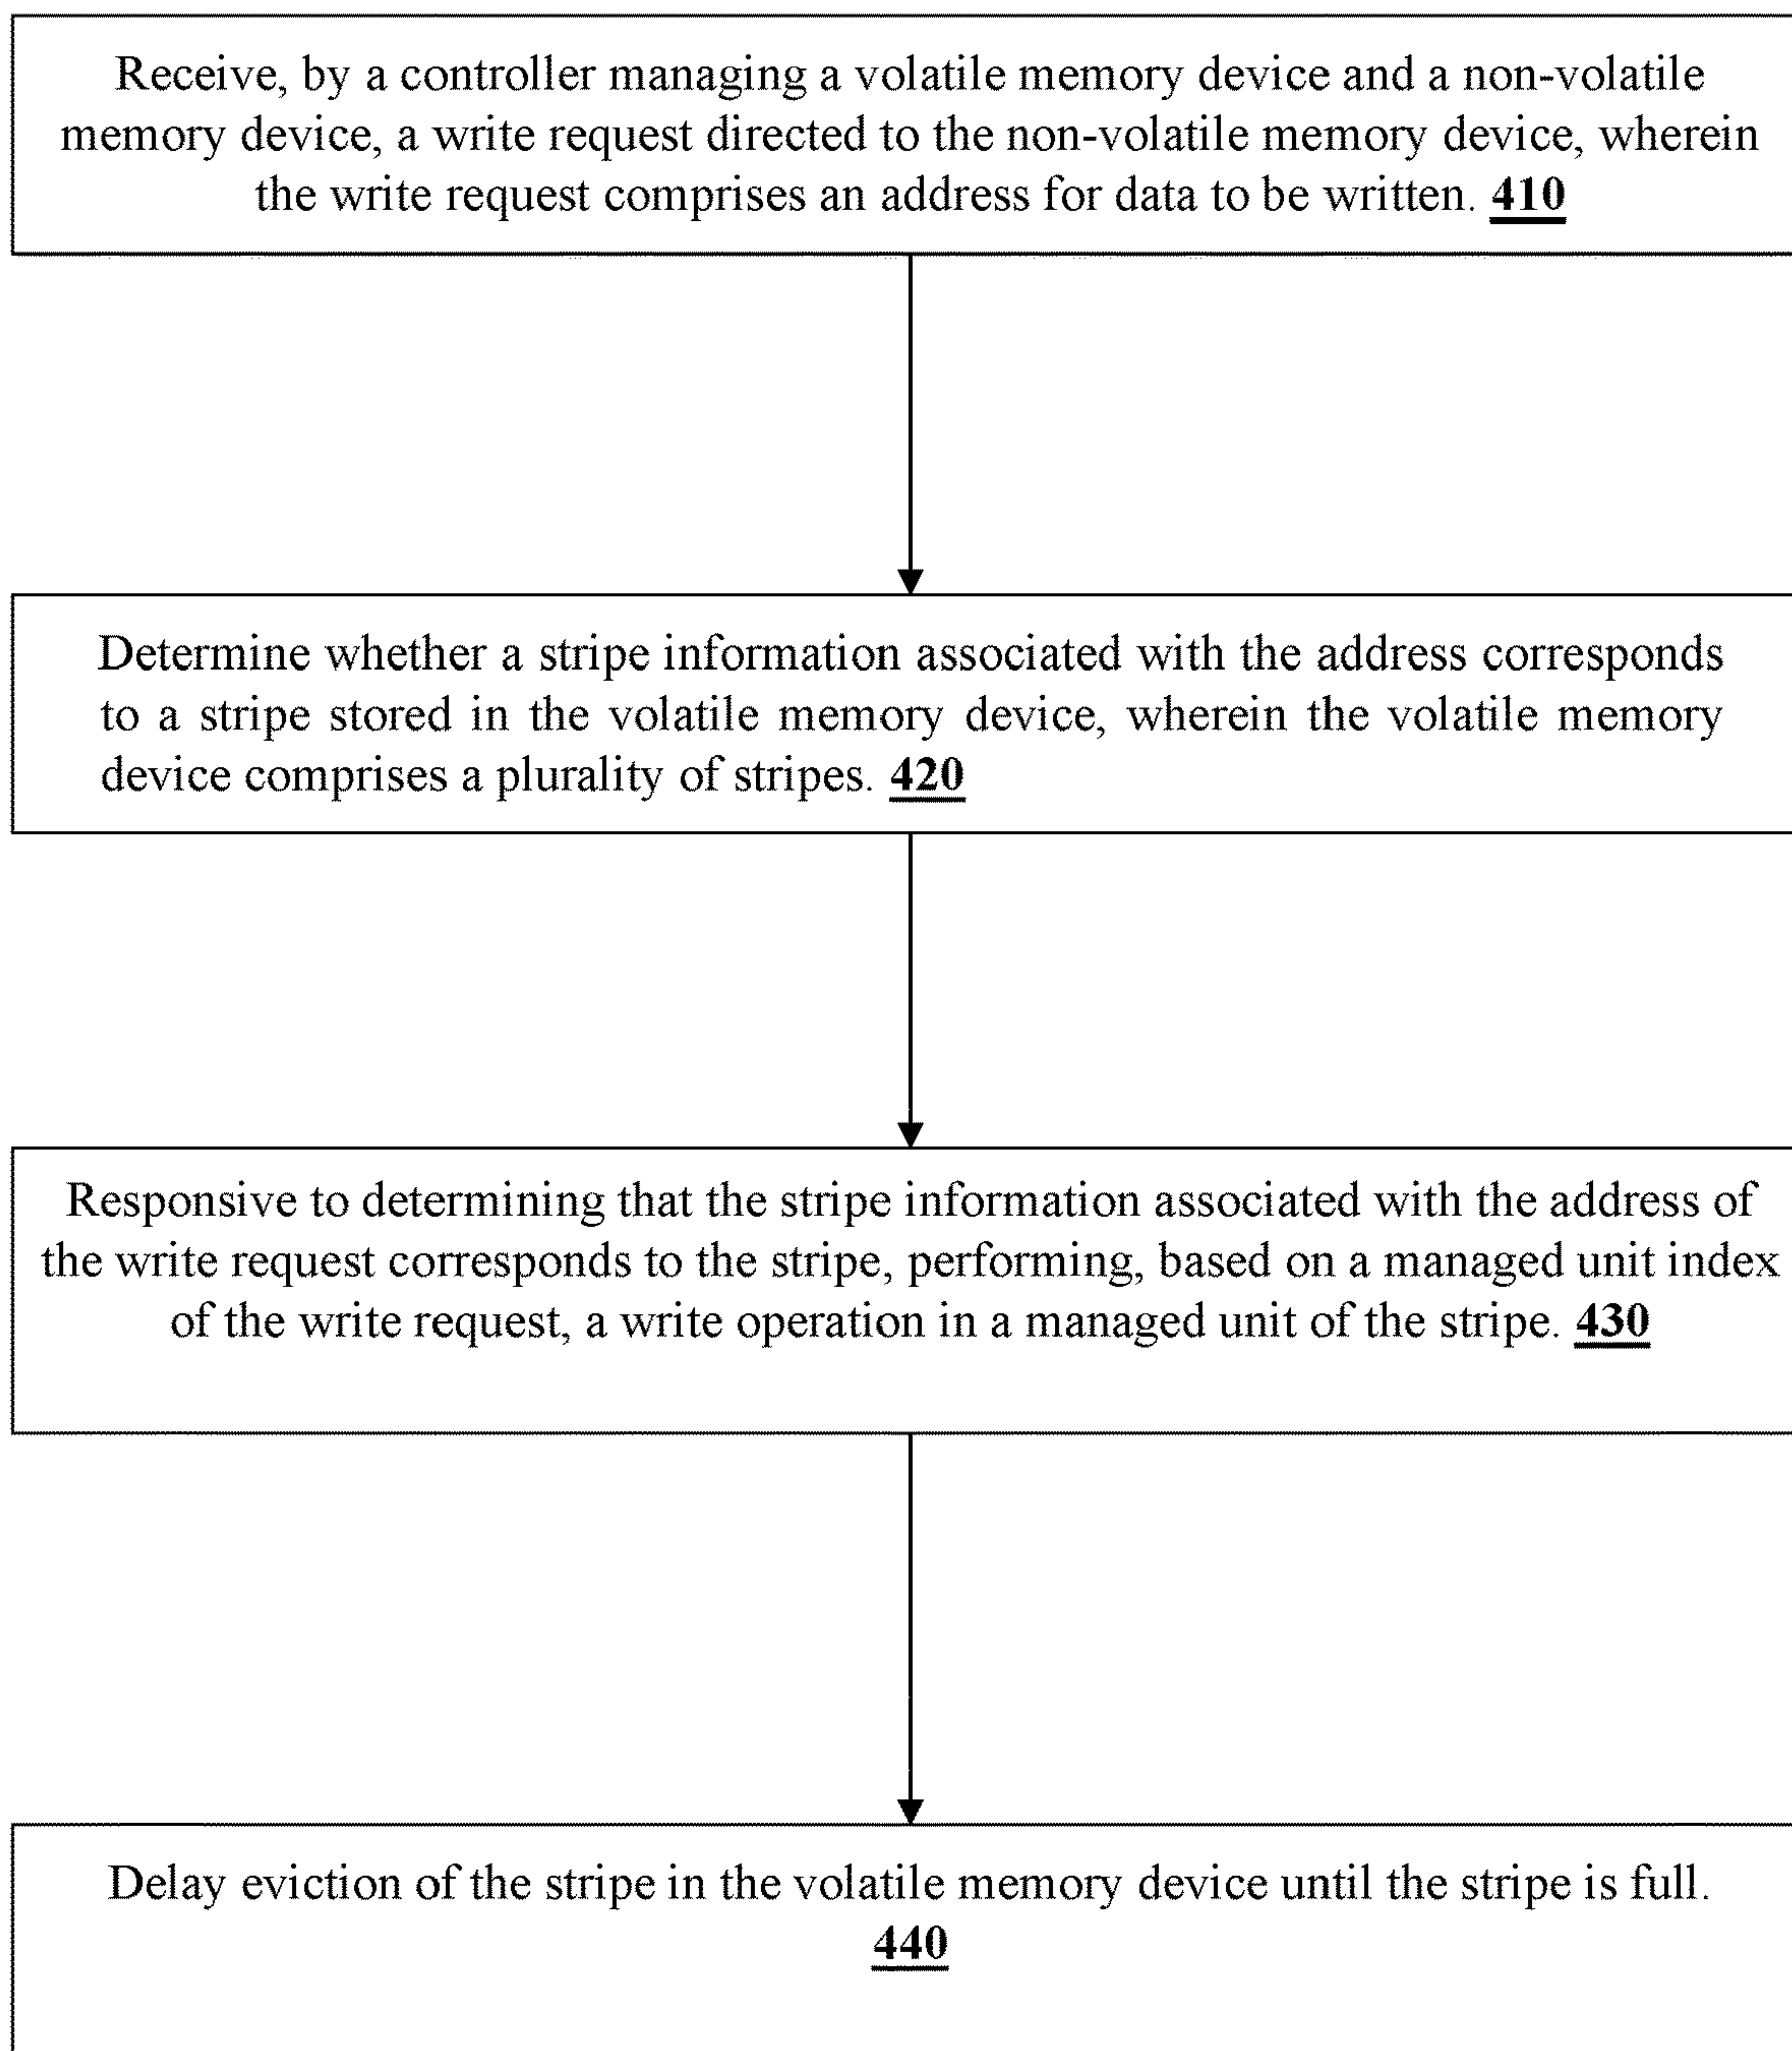 Receive, by a controller managing a volatile memory device and a non-volatile
memory device, a write request directed to the non-volatile memory device, wherein
the write request comprises an address for data to be written. 410
Determine whether a stripe information associated with the address corresponds
to a stripe stored in the volatile memory device, wherein the volatile memory
device comprises a plurality of stripes. 420
Responsive to determining that the stripe information associated with the address of
the write request corresponds to the stripe, performing, based on a managed unit index
of the write request, a write operation in a managed unit of the stripe. 430
Delay eviction of the stripe in the volatile memory device until the stripe is full.
440